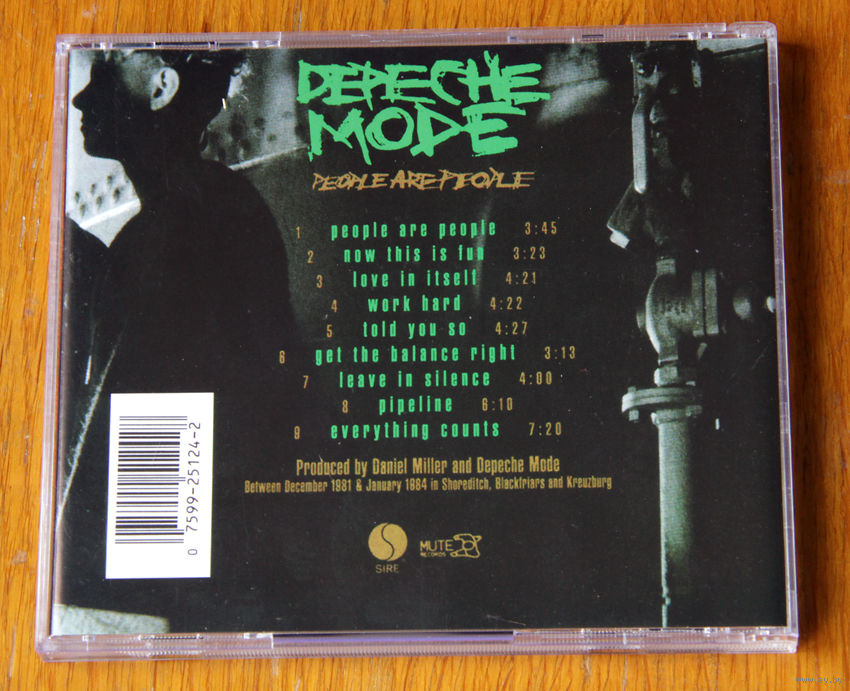 DEPECHE
MODE
PEOPLE ARE PEOPLE
1 people are people 3:45
2 now this is fun 3:23
3 love in itself 4:21
4 work hard 4:22
5 told you so 4:27
6 get the balance right 3:13
7 leave in silence 4:00
8 pipeline 6:10
9 everything counts 7:20
Produced by Daniel Miller and Depeche Mode
Between December 1981 & January 1984 in Shoreditch, Blackfriars and Kreuzburg
0 7599-25124-2
SIRE
MUTE
RECORDS